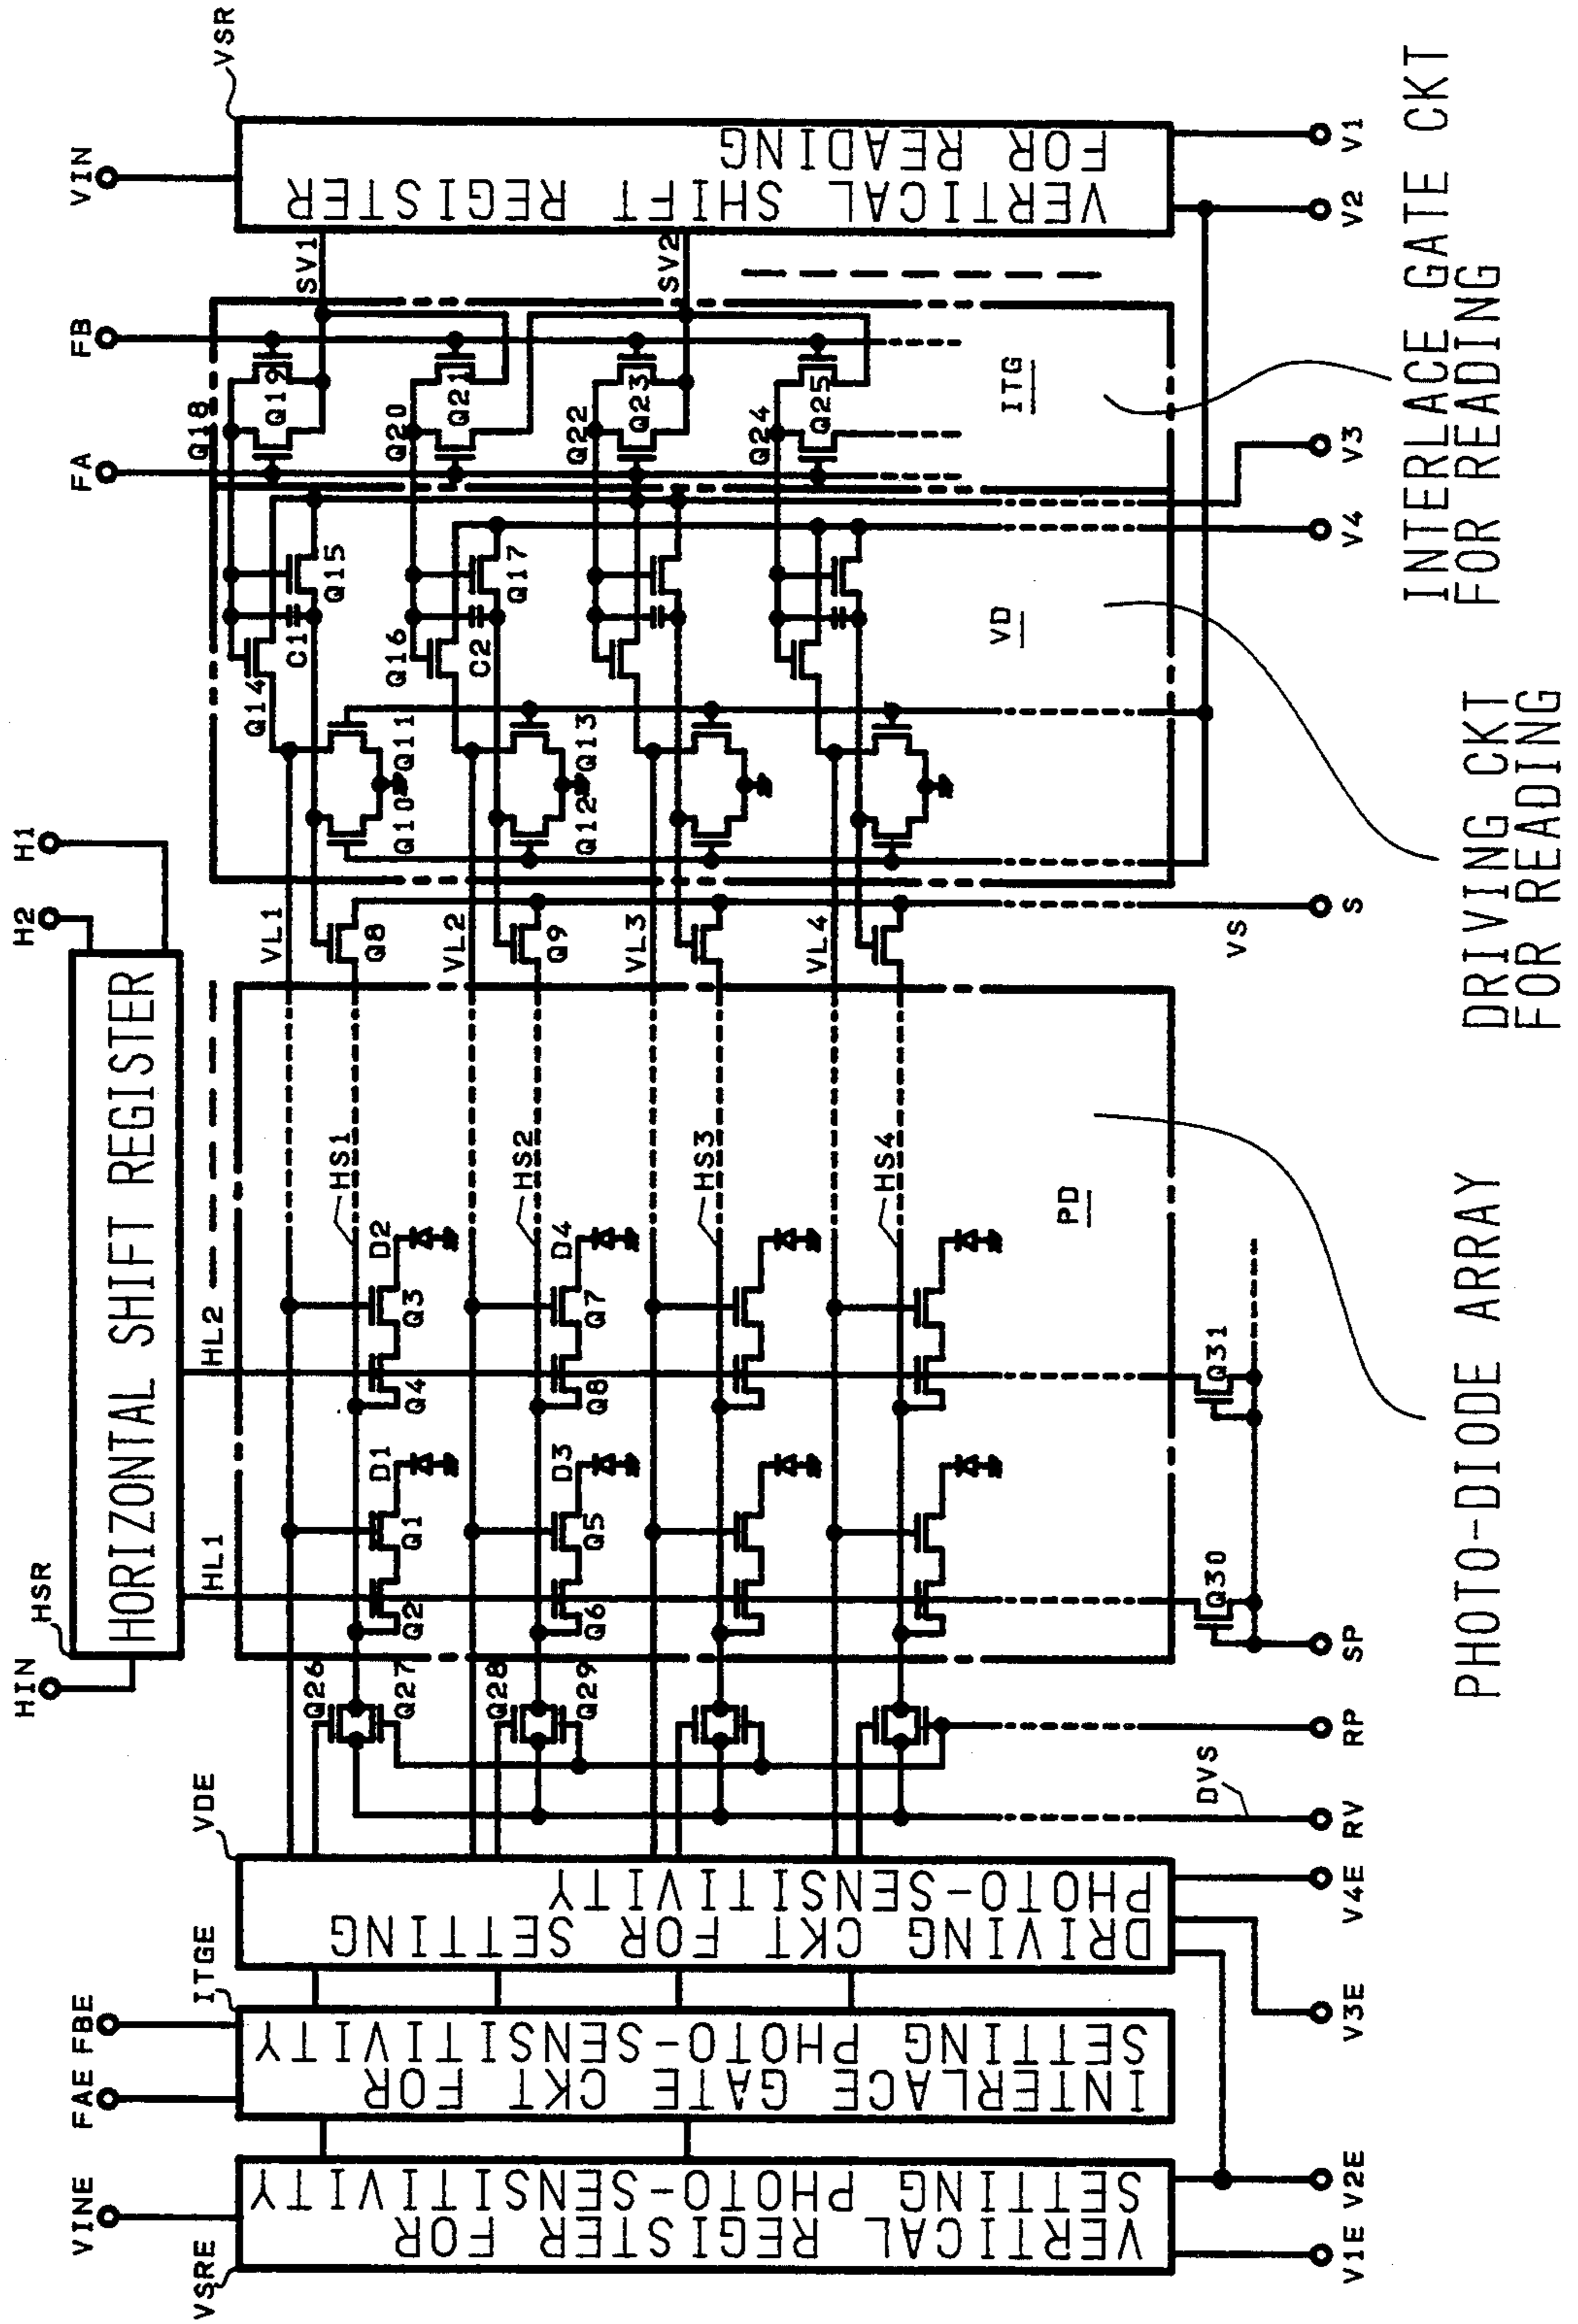 VINE
FAE
FBE
HIN
H2
H1
FA
FB
VIN
VSRE
ITGE
VDE
HSR
VSR
HORIZONTAL SHIFT REGISTER
HL1
HL2
VERTICAL REGISTER FOR
SETTING PHOTO-SENSITIVITY
INTERLACE GATE CKT FOR
SETTING PHOTO-SENSITIVITY
DRIVING CKT FOR SETTING
PHOTO-SENSITIVITY
VERTICAL SHIFT REGISTER
FOR READING
Q26
Q27
Q2
Q1
D1
Q4
Q3
D2
HS1
VL1
Q8
Q10
Q11
Q14
C1
Q15
Q18
Q19
SV1
Q28
Q29
Q6
Q5
D3
Q8
Q7
D4
HS2
VL2
Q9
Q12
Q13
Q16
C2
Q17
Q20
Q21
HS3
VL3
Q22
Q23
SV2
HS4
VL4
Q24
Q25
PD
VD
ITG
DVS
Q30
Q31
VS
V1E
V2E
V3E
V4E
RV
RP
SP
S
V4
V3
V2
V1
PHOTO-DIODE ARRAY
DRIVING CKT
FOR READING
INTERLACE GATE CKT
FOR READING